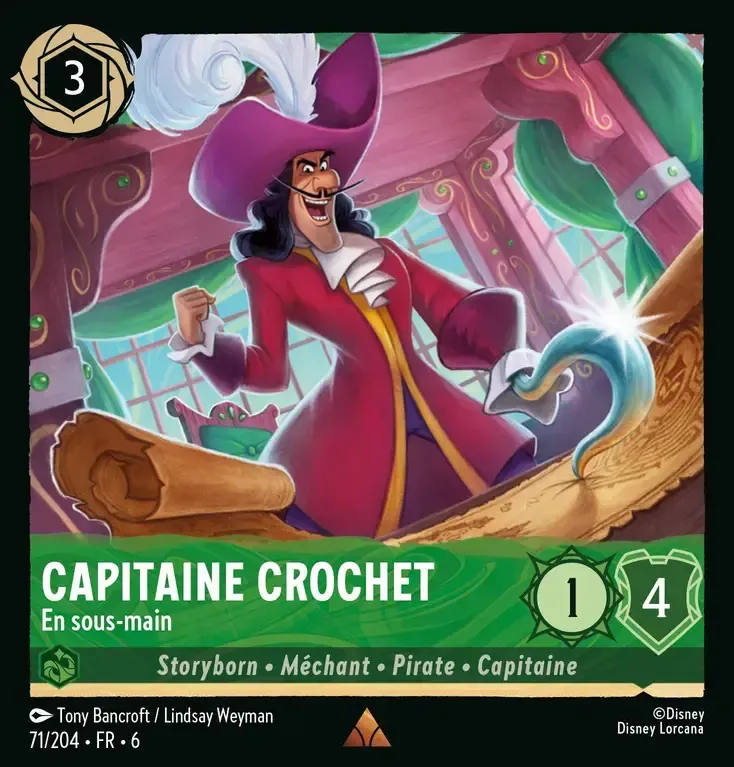 3
CAPITAINE CROCHET
En sous-main
1
4
Storyborn • Méchant • Pirate • Capitaine
Tony Bancroft / Lindsay Weyman
71/204 • FR • 6
©Disney
Disney Lorcana